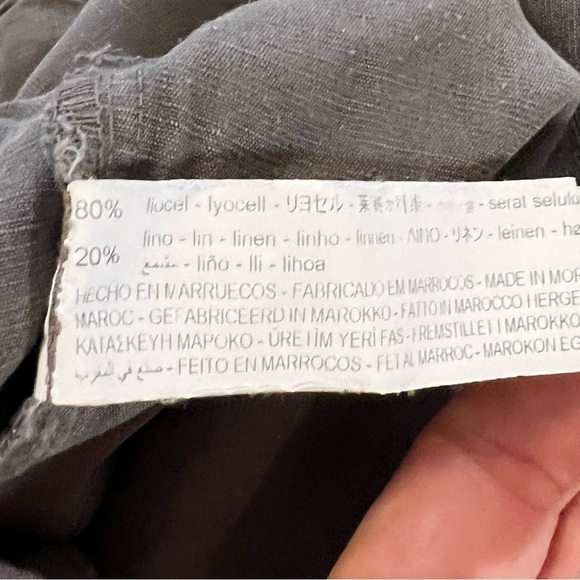 80% liocel - lyocell - リヨセル - - serat selulo
20% lino - lin - linen - linho - linnen - ΛΙΝΟ - リネン - leinen - hø
- liño - lli - lihoa
HECHO EN MARRUECOS - FABRICADO EM MARROCOS - MADE IN MOR
MAROC - GEFABRICEERD IN MAROKKO - FATTO IN MAROCCO HERGE
ΚΑΤΑΣΚΕΥΗ ΜΑΡΟΚΟ - ÜRETİM YERİ FAS - FREMSTILLET I MAROKKO
صنع في المغرب - FEITO EN MARROCOS - FET AL MARROC - MAROKON EG